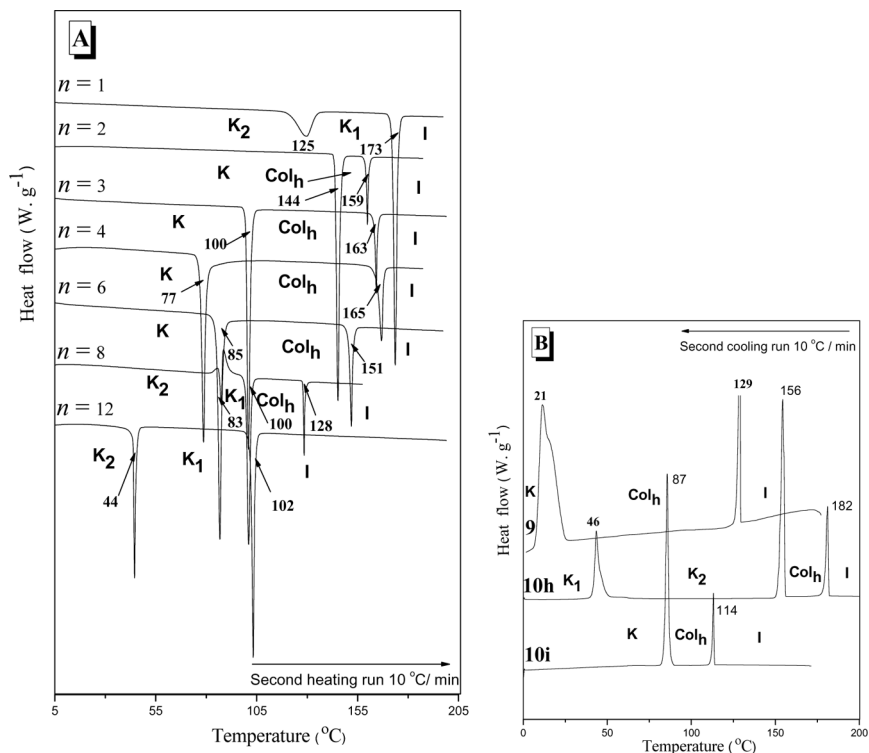 A
n = 1
n = 2
n = 3
n = 4
n = 6
n = 8
n = 12
K2
125
K1
173
I
K
Colh
144
159
I
K
100
Colh
163
I
K
77
Colh
165
I
K
85
Colh
151
I
K2
K1
83
Colh
100
128
I
K2
44
K1
102
Second heating run 10 °C/ min
5
55
105
155
205
Temperature (°C)
Heat flow (W. g-1)
B
Second cooling run 10 °C / min
21
129
156
K
9
Colh
87
I
182
46
10h
K1
K2
Colh
I
114
10i
K
Colh
I
0
25
50
75
100
125
150
175
200
Temperature (°C)
Heat flow (W. g-1)